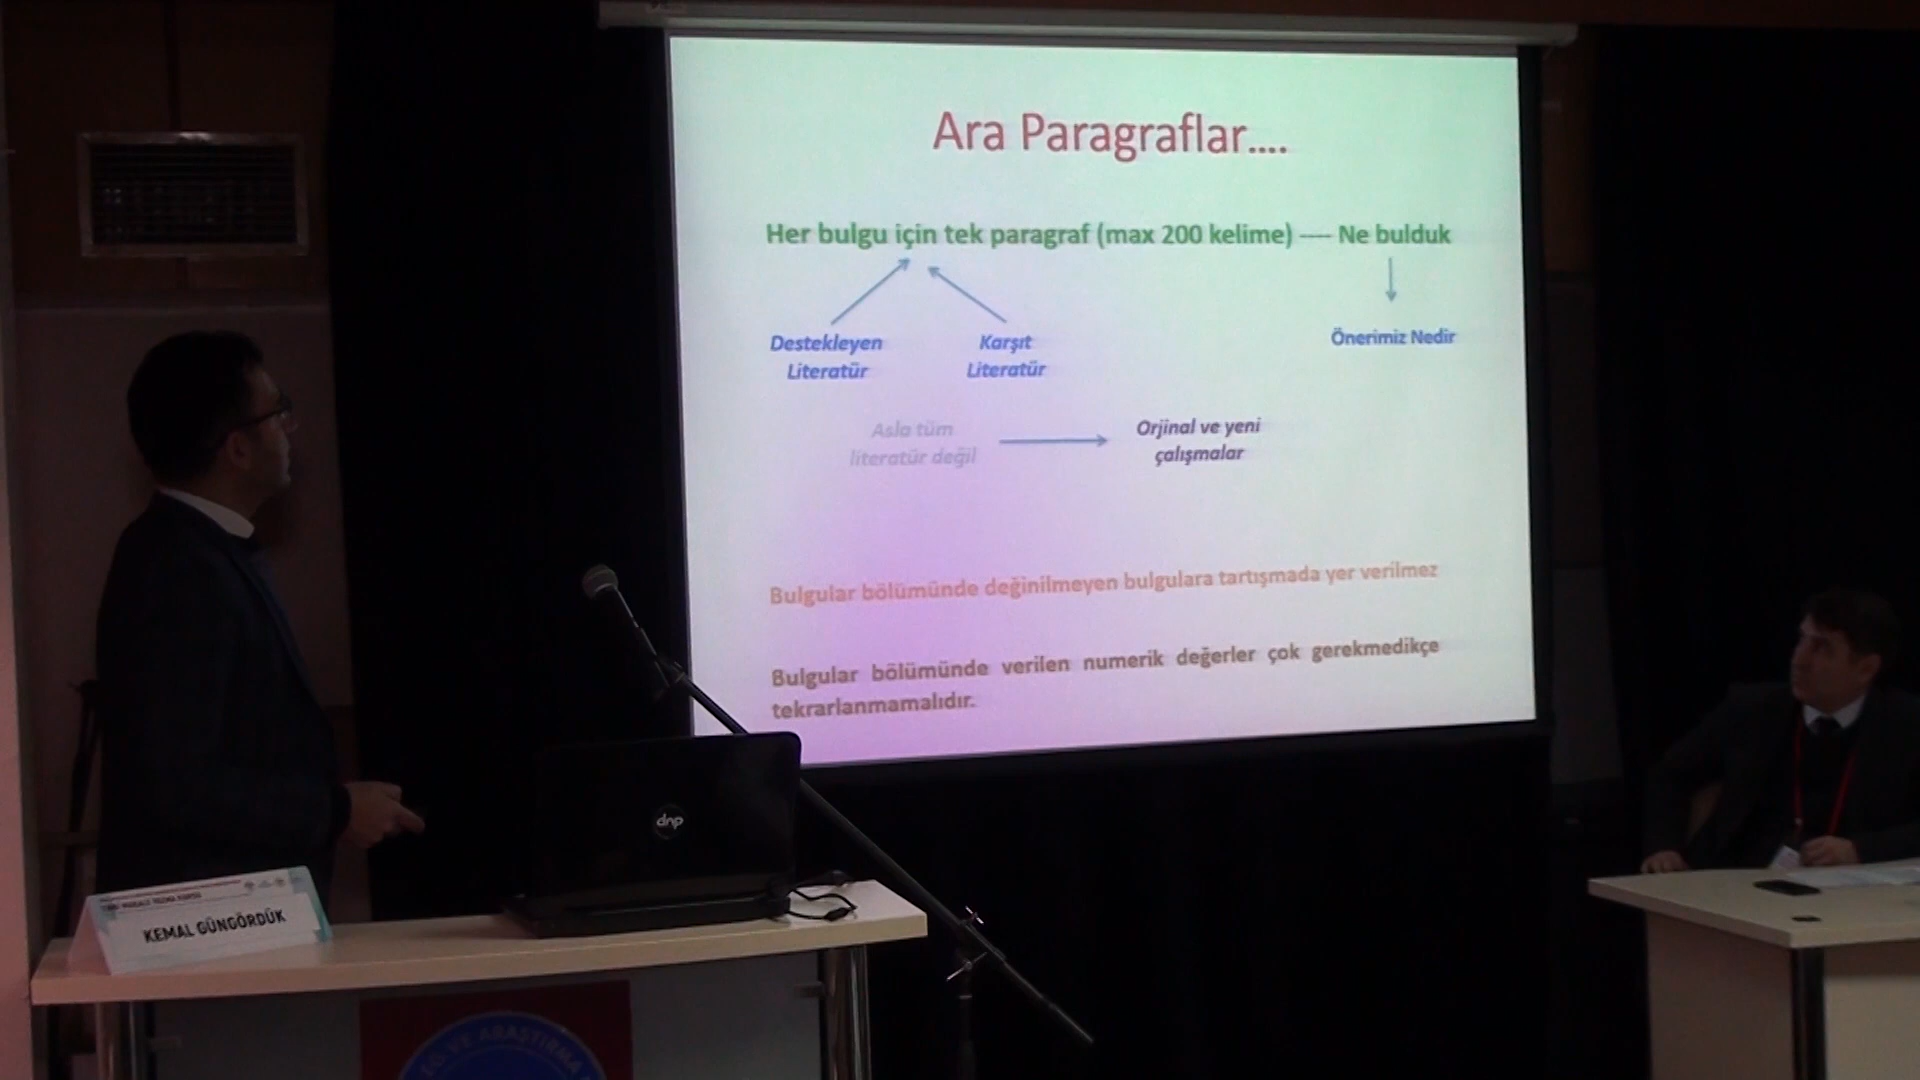 Ara Paragraflar....
Her bulgu için tek paragraf (max 200 kelime) ---- Ne bulduk
Destekleyen
Literatür
Karşıt
Literatür
Önerimiz Nedir
Asla tüm
literatür değil
Orjinal ve yeni
çalışmalar
Bulgular bölümünde değinilmeyen bulgulara tartışmada yer verilmez
Bulgular bölümünde verilen numerik değerler çok gerekmedikçe
tekrarlanmamalıdır.
dnp
KEMAL GÜNGÖRDÜK
VE ARAŞTIRMA